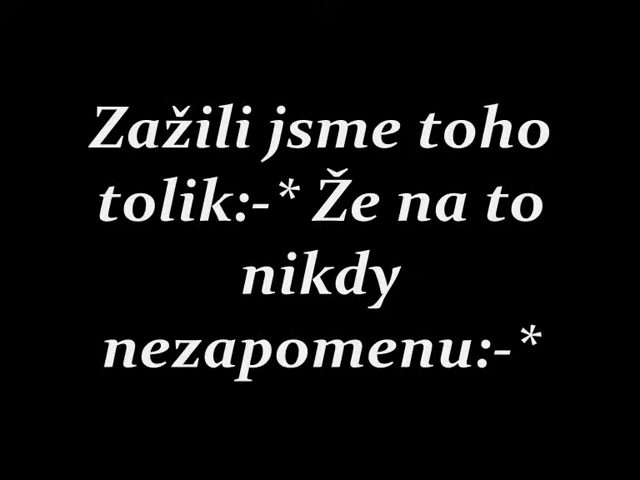 Zažili jsme toho
tolik:-* Že na to
nikdy
nezapomenu:-*